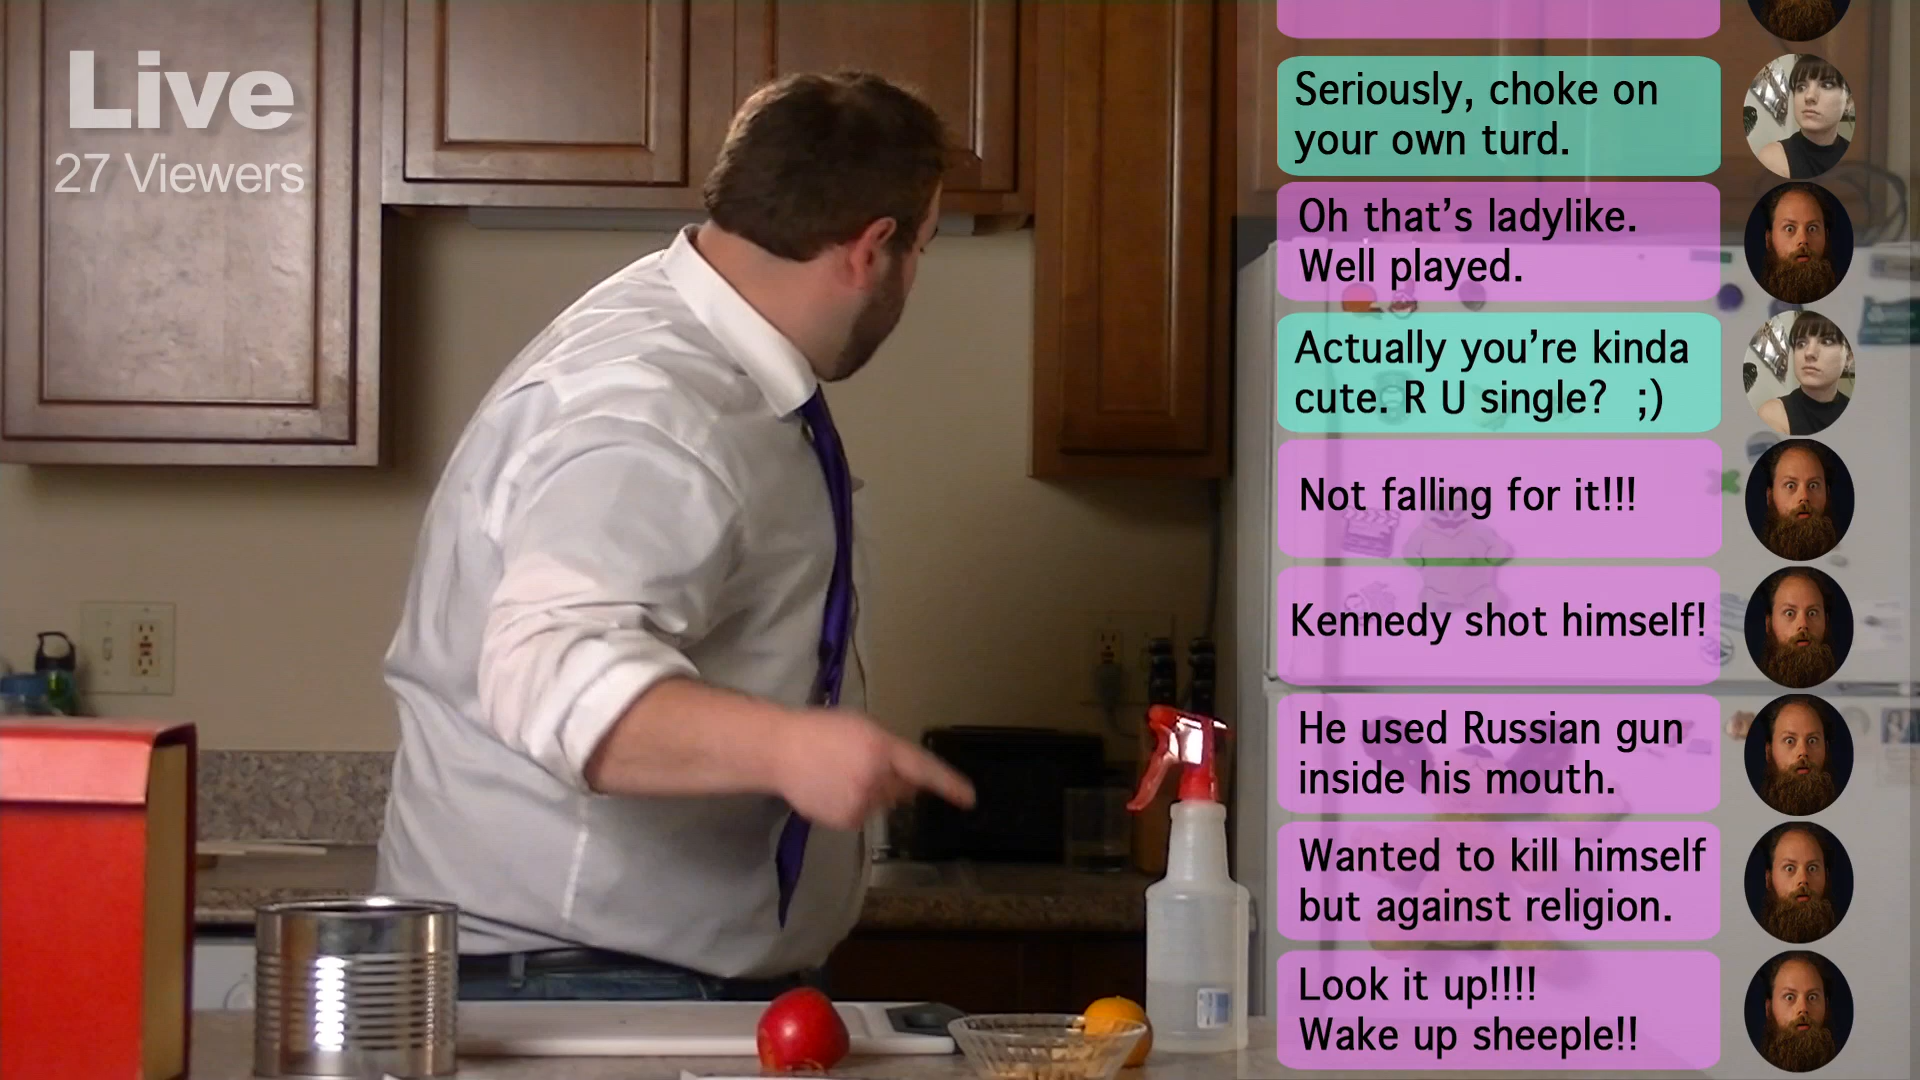 Live
27 Viewers
Seriously, choke on
your own turd.
Oh that's ladylike.
Well played.
Actually you're kinda
cute. R U single?  ;)
Not falling for it!!!
Kennedy shot himself!
He used Russian gun
inside his mouth.
Wanted to kill himself
but against religion.
Look it up!!!!
Wake up sheeple!!